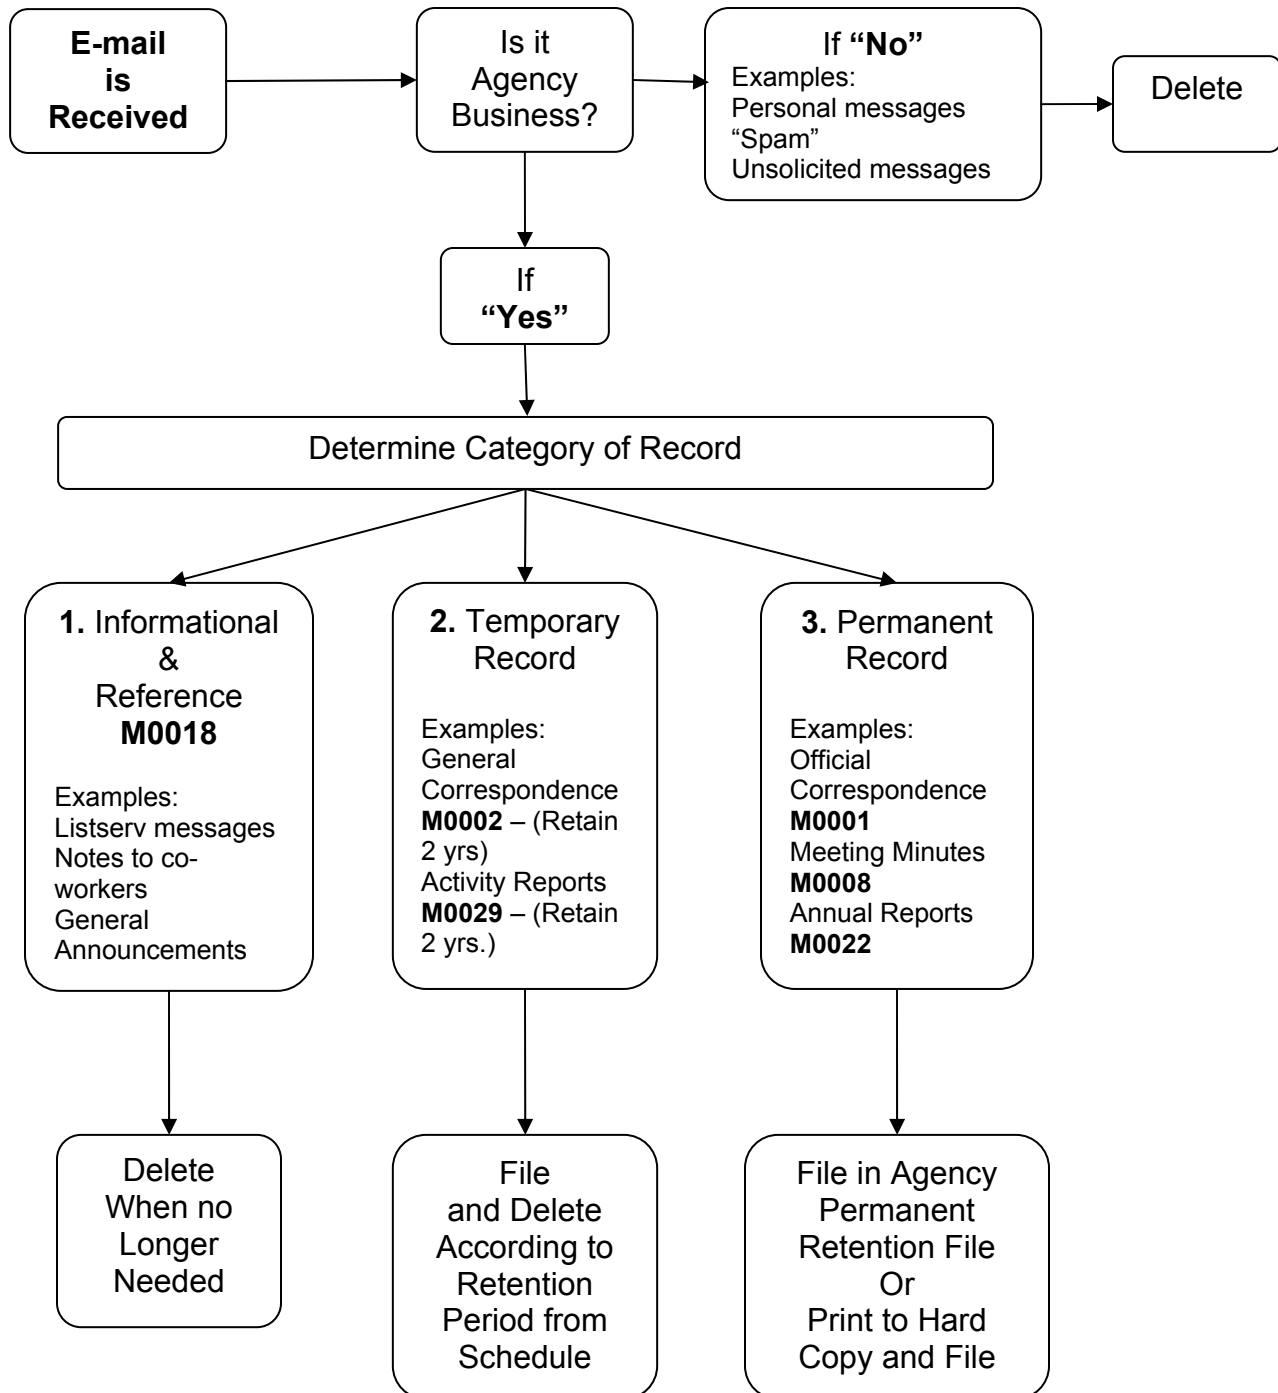 E-mail
is
Received
Is it
Agency
Business?
If “No”
Examples:
Personal messages
“Spam”
Unsolicited messages
Delete
If
“Yes”
Determine Category of Record
1. Informational
&
Reference
M0018
Examples:
Listserv messages
Notes to co-
workers
General
Announcements
2. Temporary
Record
Examples:
General
Correspondence
M0002 – (Retain
2 yrs)
Activity Reports
M0029 – (Retain
2 yrs.)
3. Permanent
Record
Examples:
Official
Correspondence
M0001
Meeting Minutes
M0008
Annual Reports
M0022
Delete
When no
Longer
Needed
File
and Delete
According to
Retention
Period from
Schedule
File in Agency
Permanent
Retention File
Or
Print to Hard
Copy and File